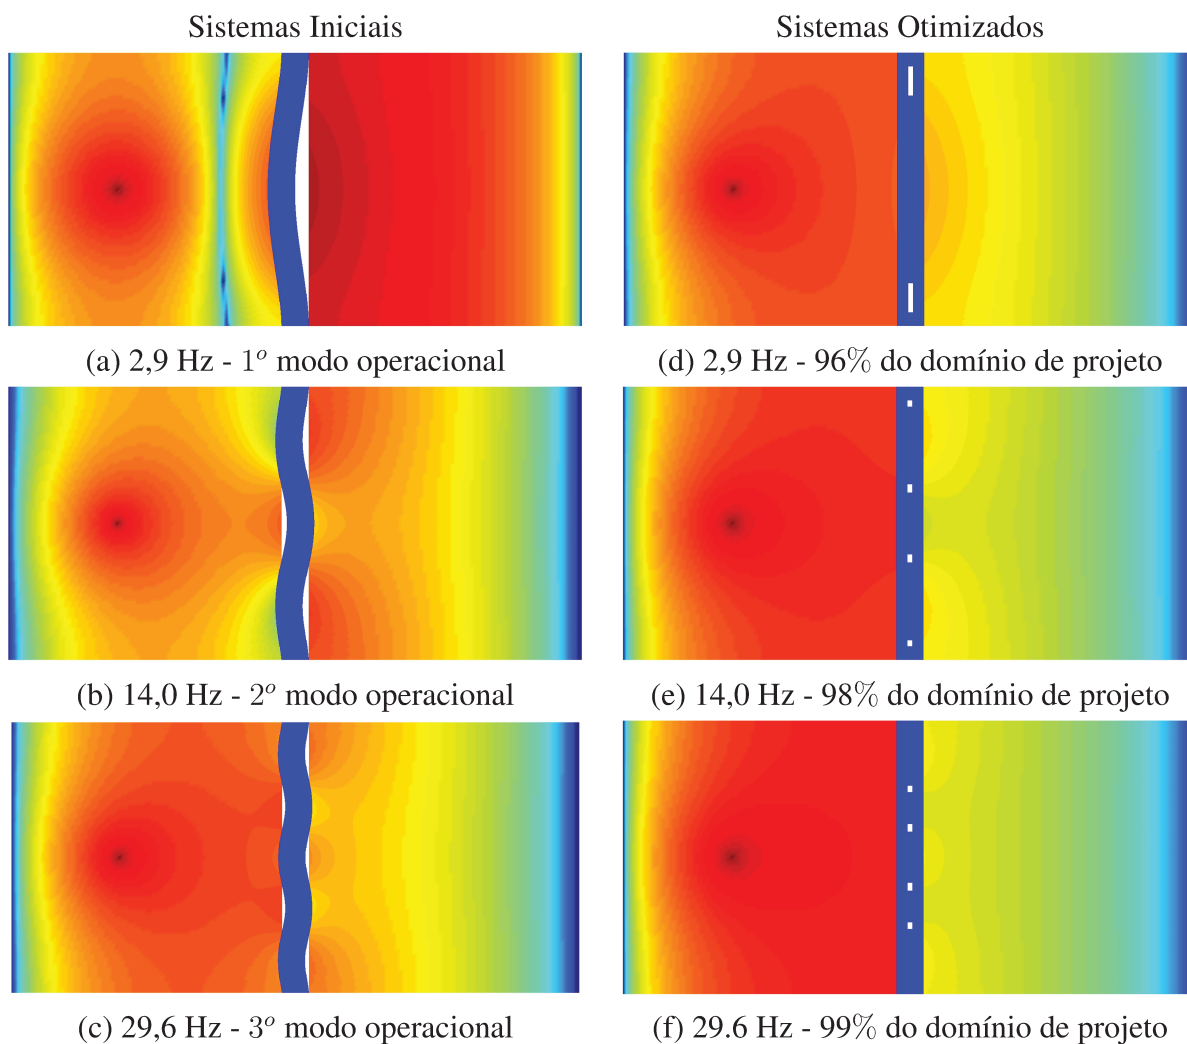 Sistemas Iniciais
Sistemas Otimizados
(a) 2,9 Hz - 1º modo operacional
(d) 2,9 Hz - 96% do domínio de projeto
(b) 14,0 Hz - 2º modo operacional
(e) 14,0 Hz - 98% do domínio de projeto
(c) 29,6 Hz - 3º modo operacional
(f) 29.6 Hz - 99% do domínio de projeto